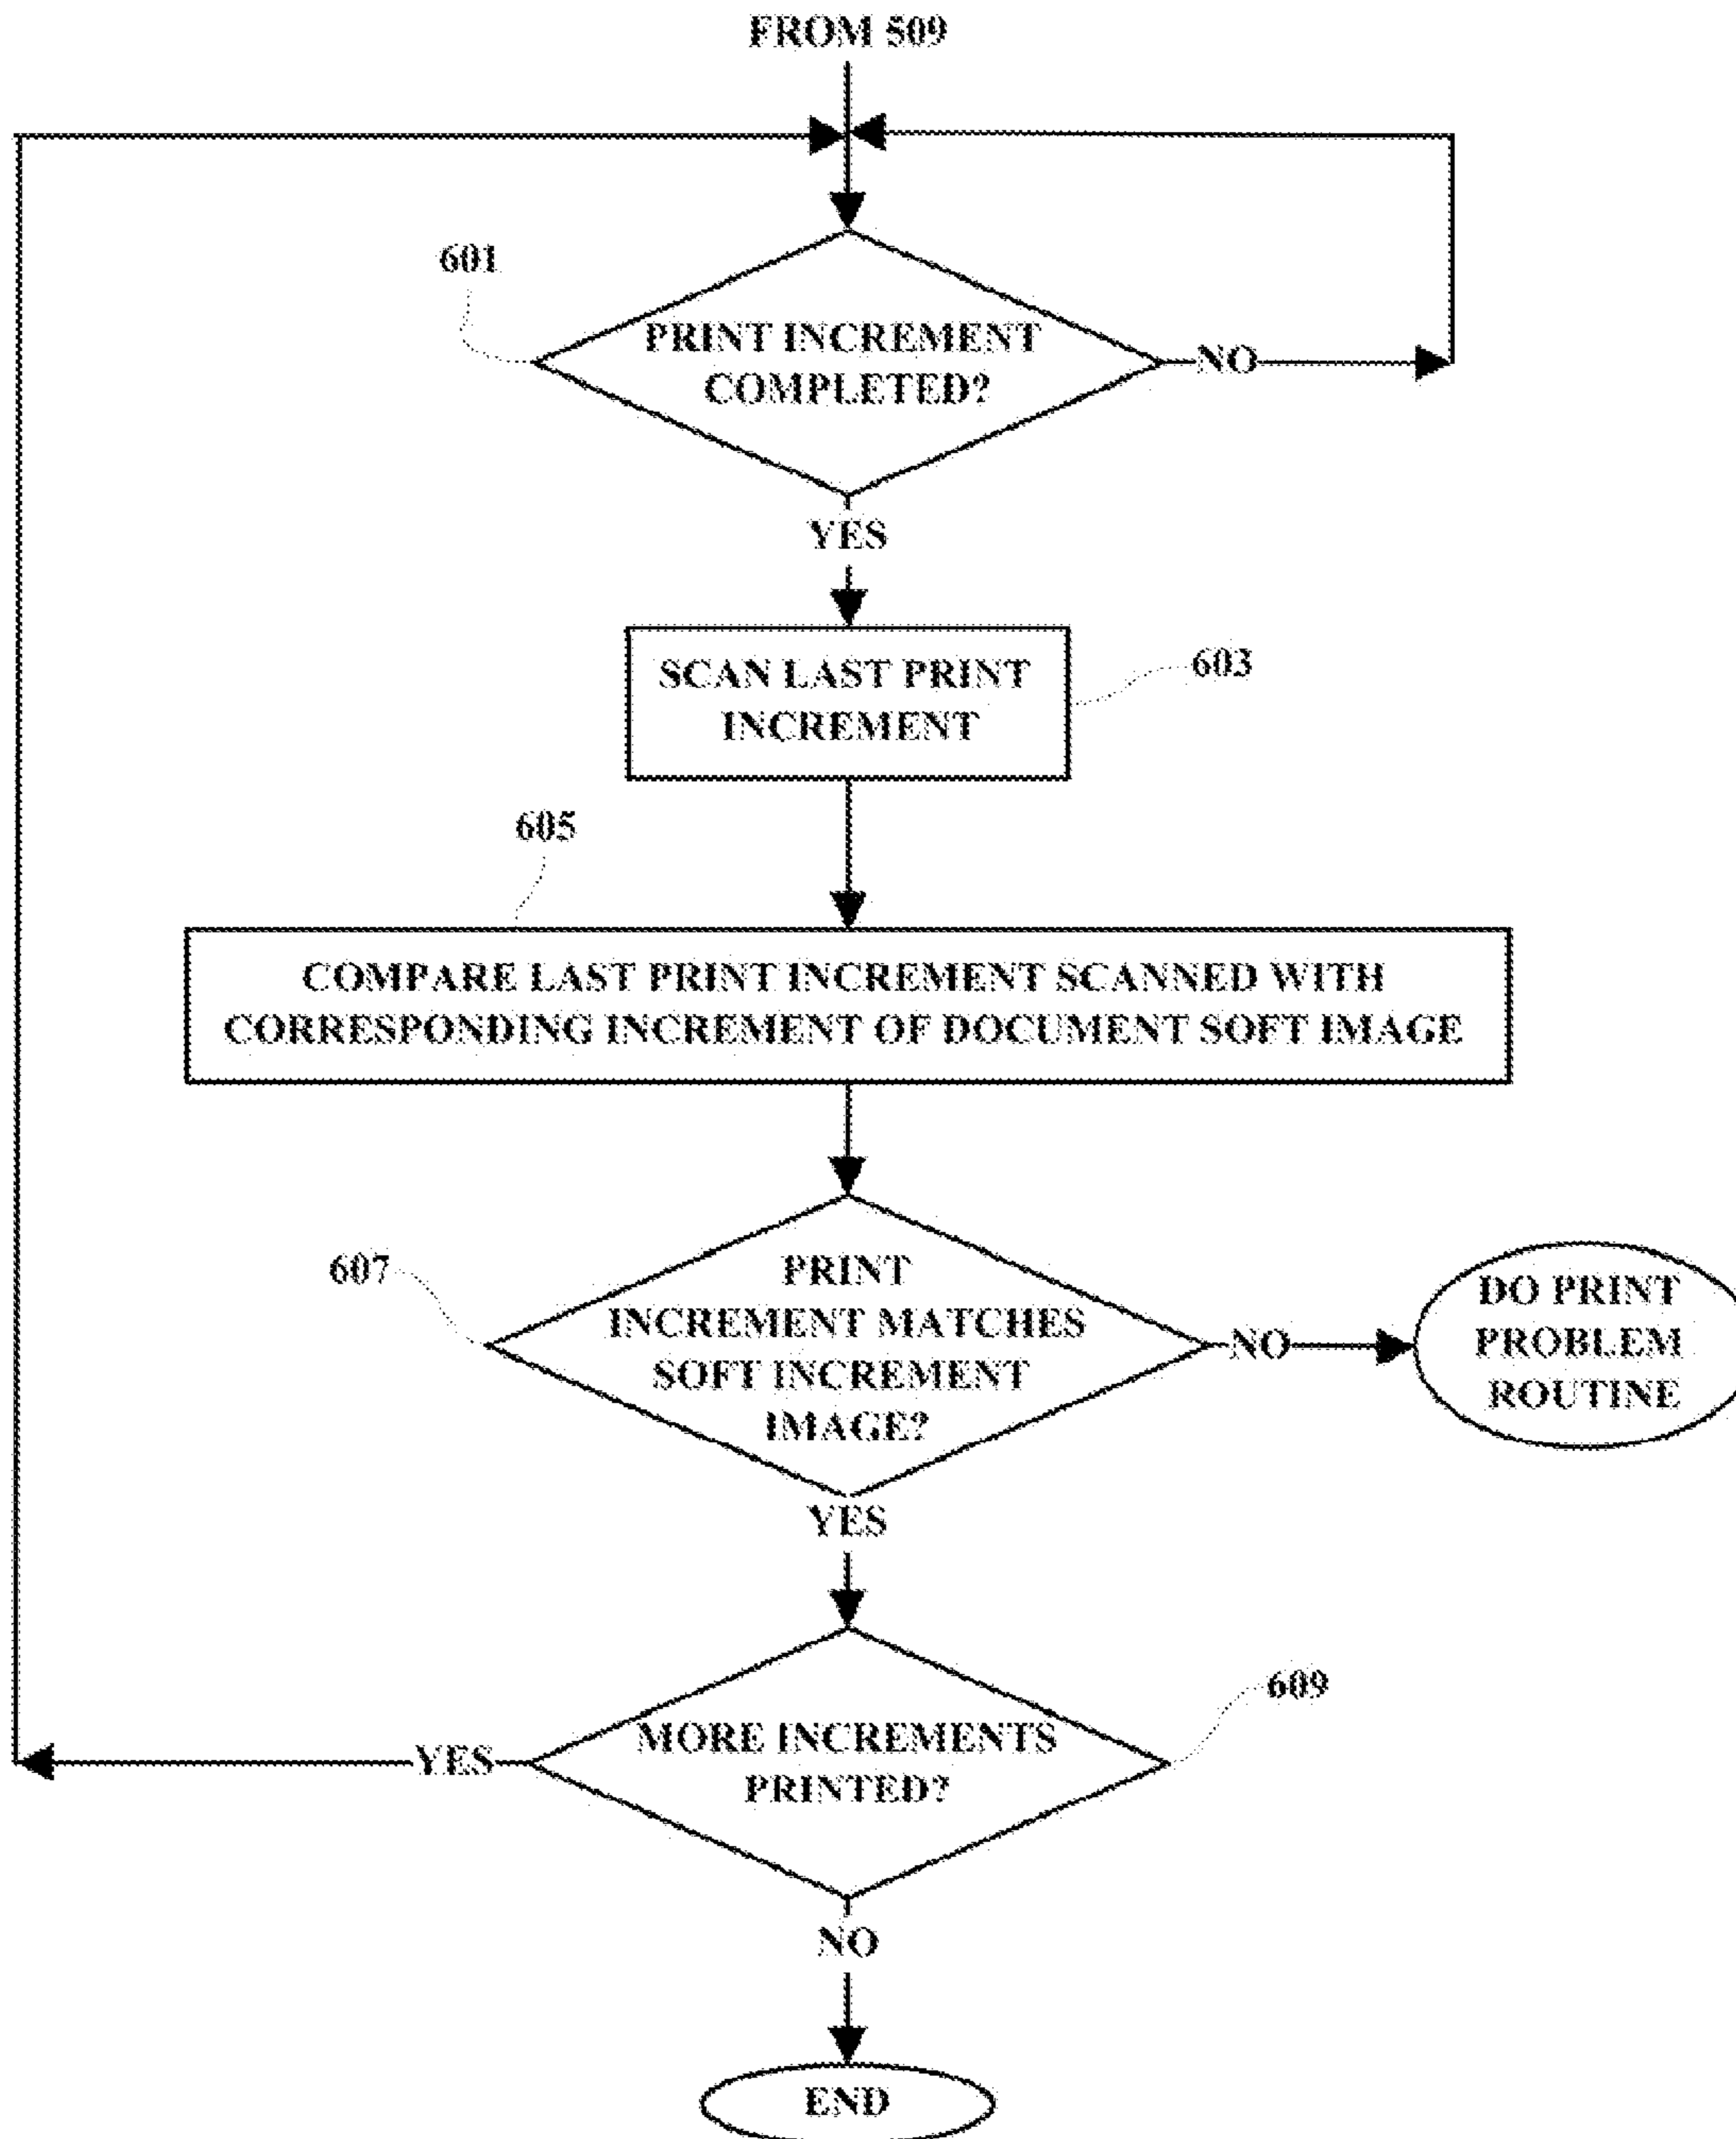 FROM 509
601
PRINT INCREMENT
COMPLETED?
NO
YES
SCAN LAST PRINT
INCREMENT
603
605
COMPARE LAST PRINT INCREMENT SCANNED WITH
CORRESPONDING INCREMENT OF DOCUMENT SOFT IMAGE
607
PRINT
INCREMENT MATCHES
SOFT INCREMENT
IMAGE?
NO
DO PRINT
PROBLEM
ROUTINE
YES
609
MORE INCREMENTS
PRINTED?
YES
NO
END